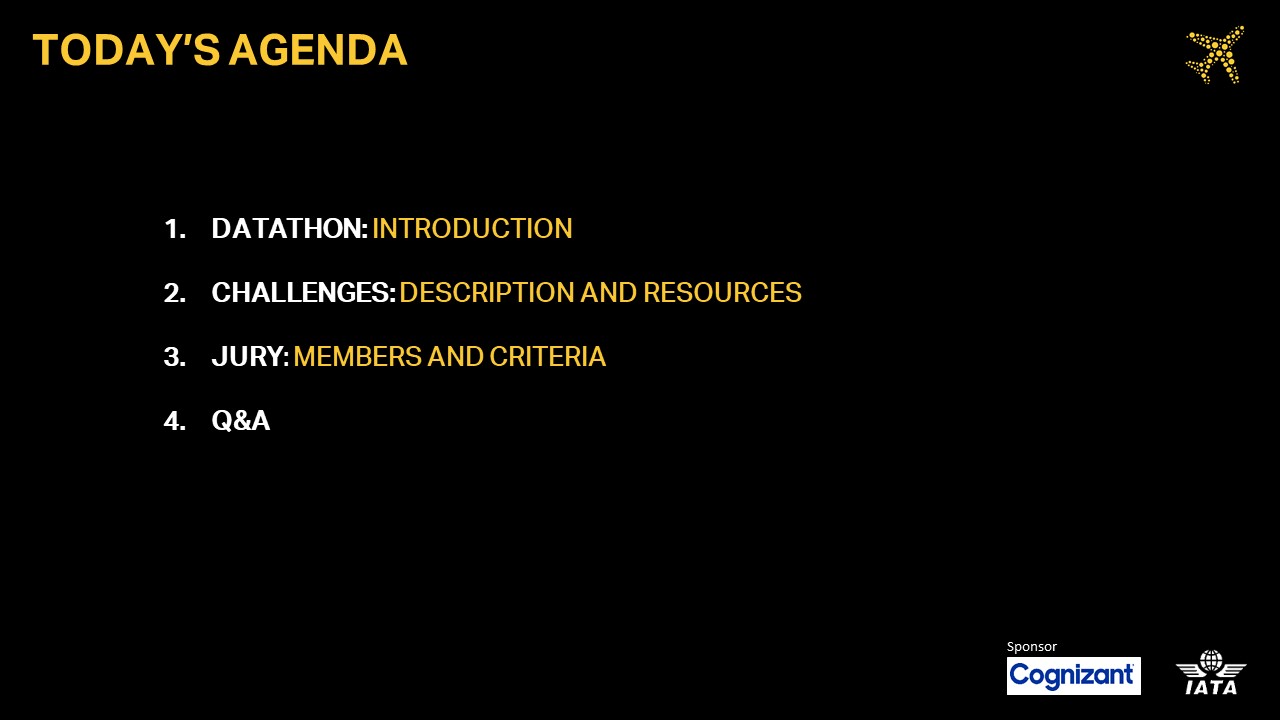 TODAY'S AGENDA
1. DATATHON: INTRODUCTION
2. CHALLENGES: DESCRIPTION AND RESOURCES
3. JURY: MEMBERS AND CRITERIA
4. Q&A
Sponsor
Cognizant
IATA